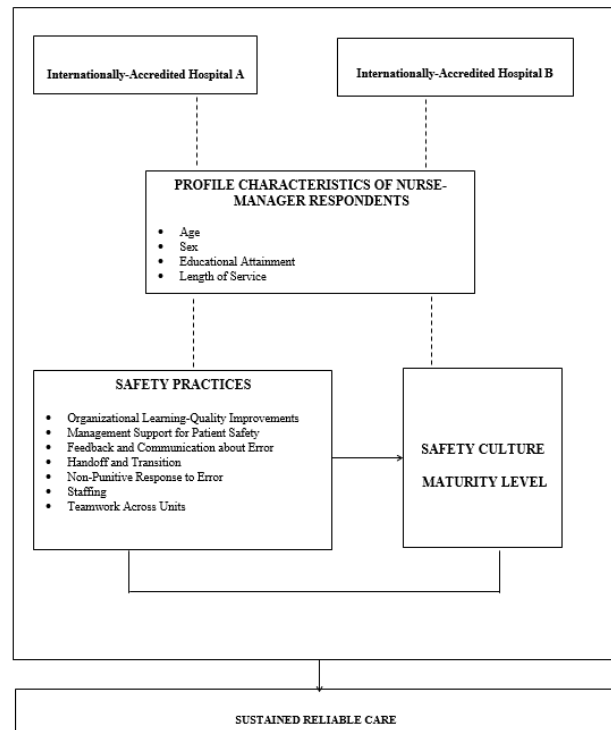 Internationally-Accredited Hospital A
Internationally-Accredited Hospital B
PROFILE CHARACTERISTICS OF NURSE-
MANAGER RESPONDENTS
• Age
• Sex
• Educational Attainment
• Length of Service
SAFETY PRACTICES
• Organizational Learning-Quality Improvements
• Management Support for Patient Safety
• Feedback and Communication about Error
• Handoff and Transition
• Non-Punitive Response to Error
• Staffing
• Teamwork Across Units
SAFETY CULTURE
MATURITY LEVEL
SUSTAINED RELIABLE CARE